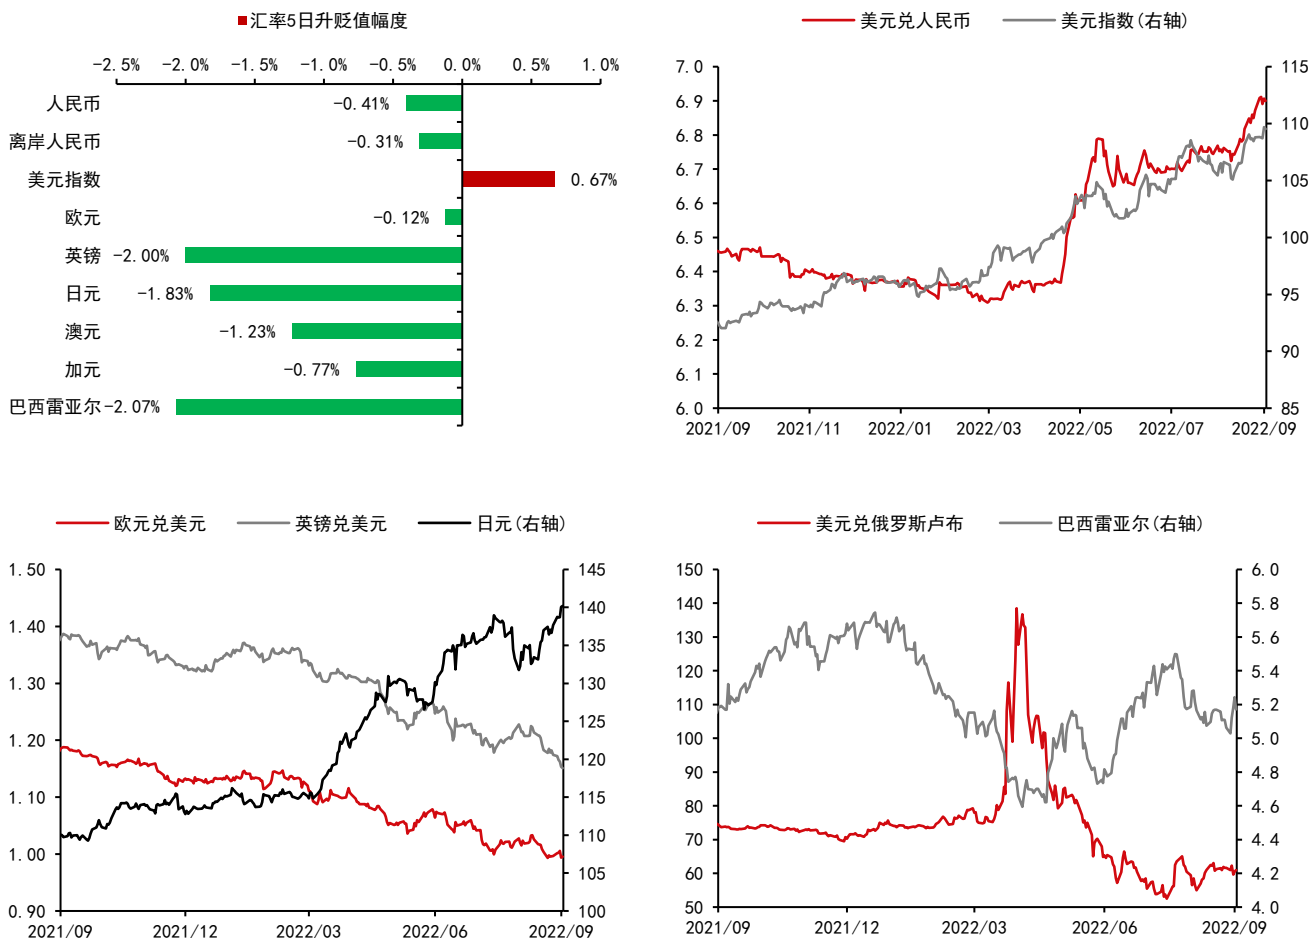 汇率5日升贬值幅度
-2.5% -2.0% -1.5% -1.0% -0.5% 0.0% 0.5% 1.0%
人民币 -0.41%
离岸人民币 -0.31%
美元指数 0.67%
欧元 -0.12%
英镑 -2.00%
日元 -1.83%
澳元 -1.23%
加元 -0.77%
巴西雷亚尔 -2.07%
美元兑人民币 美元指数(右轴)
7.0 115
6.9
6.8 110
6.7
6.6 105
6.5 100
6.4
6.3 95
6.2 90
6.1
6.0 85
2021/09 2021/11 2022/01 2022/03 2022/05 2022/07 2022/09
欧元兑美元 英镑兑美元 日元(右轴)
1.50 145
140
1.40 135
1.30 130
125
1.20 120
1.10 115
110
1.00 105
0.90 100
2021/09 2021/12 2022/03 2022/06 2022/09
美元兑俄罗斯卢布 巴西雷亚尔(右轴)
150 6.0
140 5.8
130 5.6
120 5.4
110 5.2
100 5.0
90 4.8
80 4.6
70 4.4
60 4.2
50 4.0
2021/09 2021/12 2022/03 2022/06 2022/09